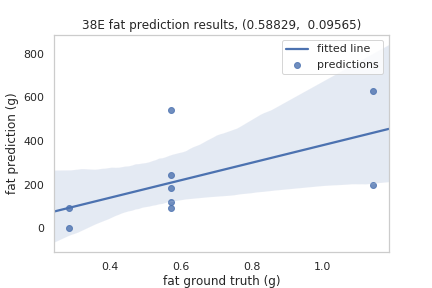 38E fat prediction results, (0.58829,  0.09565)
fitted line
predictions
fat prediction (g)
800
600
400
200
0
0.4 0.6 0.8 1.0
fat ground truth (g)